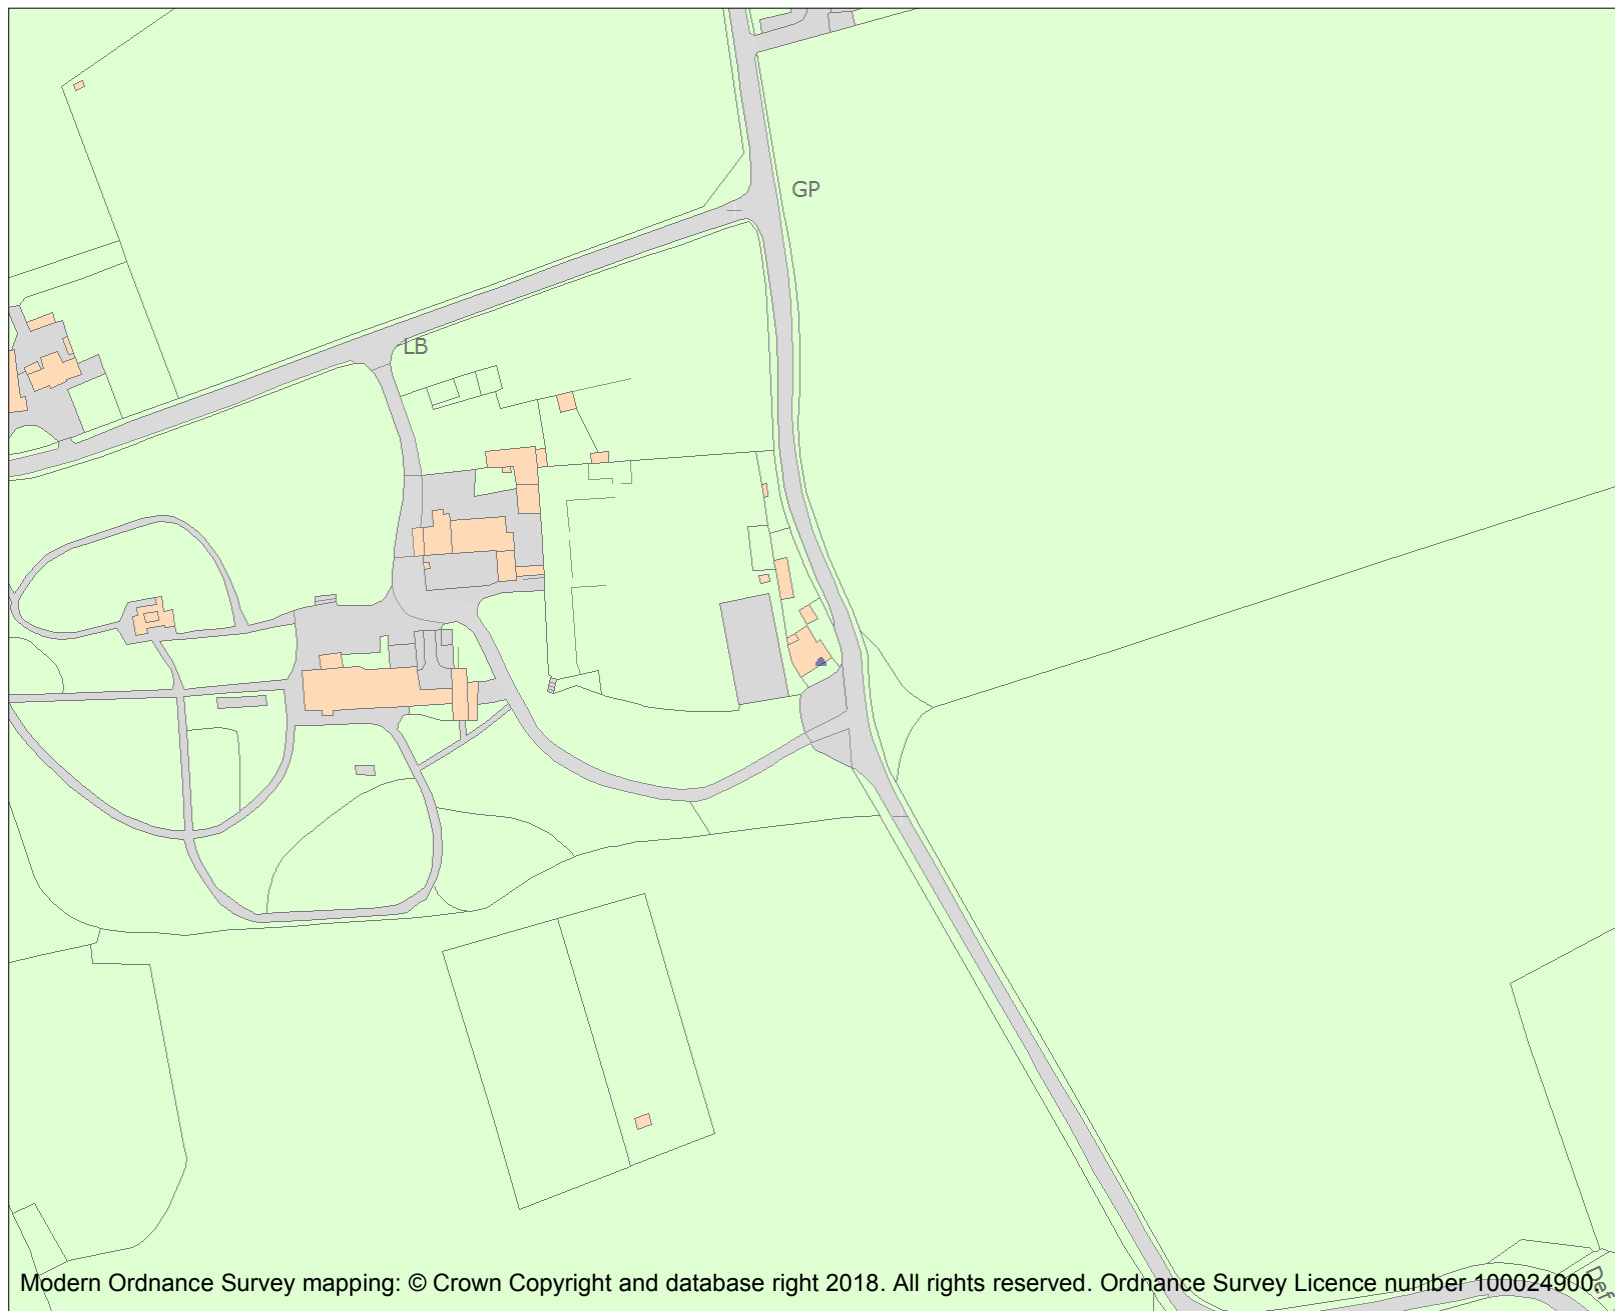 GP
LB
Def
Modern Ordnance Survey mapping: © Crown Copyright and database right 2018. All rights reserved. Ordnance Survey Licence number 100024900.